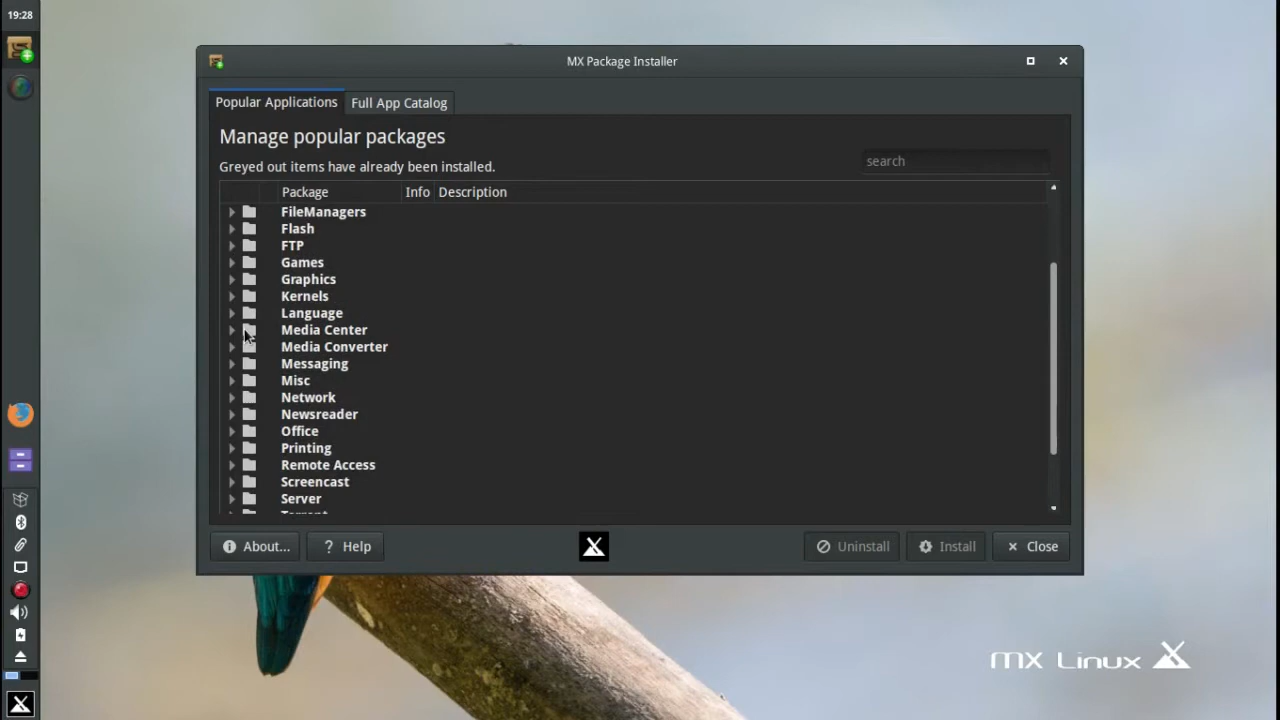 19:28
MX Package Installer
Popular Applications
Full App Catalog
Manage popular packages
Greyed out items have already been installed.
search
Package Info Description
FileManagers
Flash
FTP
Games
Graphics
Kernels
Language
Media Center
Media Converter
Messaging
Misc
Network
Newsreader
Office
Printing
Remote Access
Screencast
Server
Torrent
About... ? Help Uninstall Install Close
MX Linux